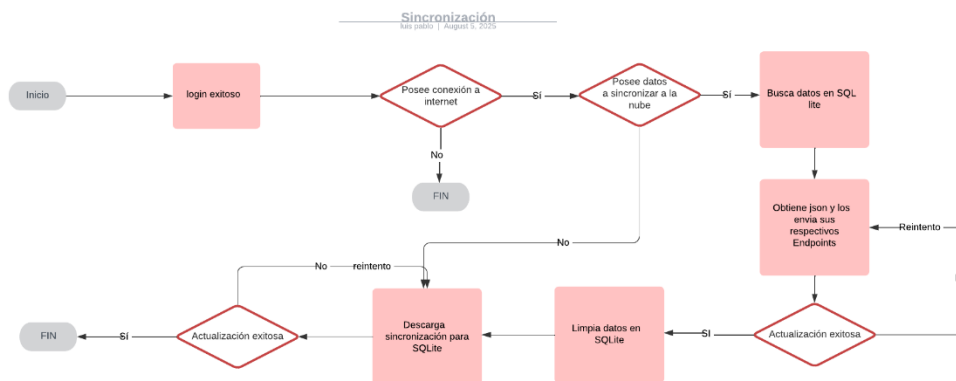 Sincronización
luis pablo | August 5, 2025
Inicio
login exitoso
Posee conexión a
internet
Sí
Posee datos
a sincronizar a la
nube
Sí
Busca datos en SQL
lite
No
FIN
Obtiene json y los
envia sus
respectivos
Endpoints
Reintento
No
No
reintento
FIN
Sí
Actualización exitosa
Descarga
sincronización para
SQLite
Limpia datos en
SQLite
Sí
Actualización exitosa